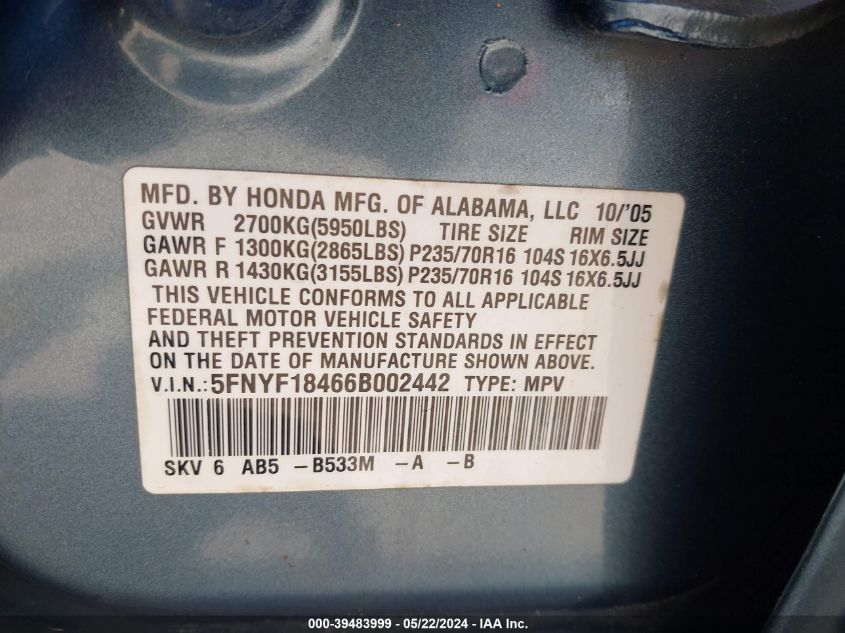 MFD. BY HONDA MFG. OF ALABAMA, LLC 10/'05
GVWR 2700KG(5950LBS) TIRE SIZE RIM SIZE
GAWR F 1300KG(2865LBS) P235/70R16 104S 16X6.5JJ
GAWR R 1430KG(3155LBS) P235/70R16 104S 16X6.5JJ
THIS VEHICLE CONFORMS TO ALL APPLICABLE
FEDERAL MOTOR VEHICLE SAFETY
AND THEFT PREVENTION STANDARDS IN EFFECT
ON THE DATE OF MANUFACTURE SHOWN ABOVE.
V.I.N.: 5FNYF18466B002442 TYPE: MPV
SKV 6 AB5 -B533M -A -B
000-39483999 - 05/22/2024 - IAA Inc.